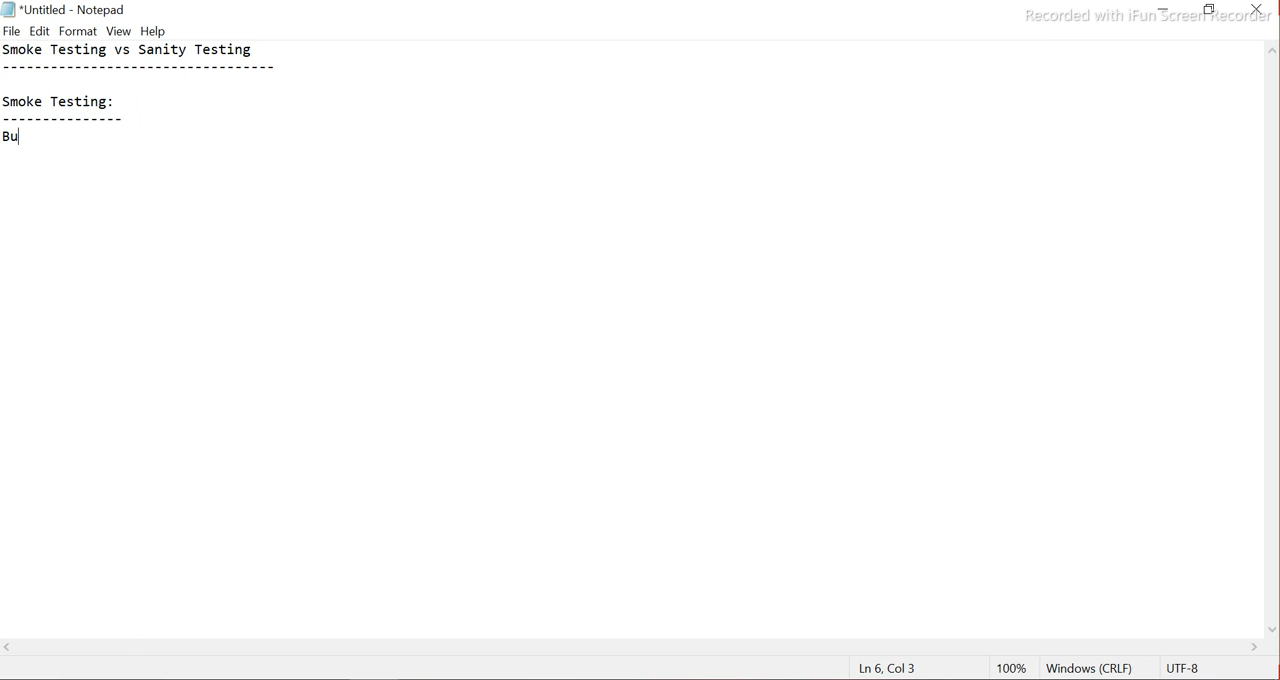 *Untitled - Notepad
Recorded with iFun Screen Recorder
File Edit Format View Help
Smoke Testing vs Sanity Testing
----------------------------------
Smoke Testing:
---------------
Bu
Ln 6, Col 3 100% Windows (CRLF) UTF-8